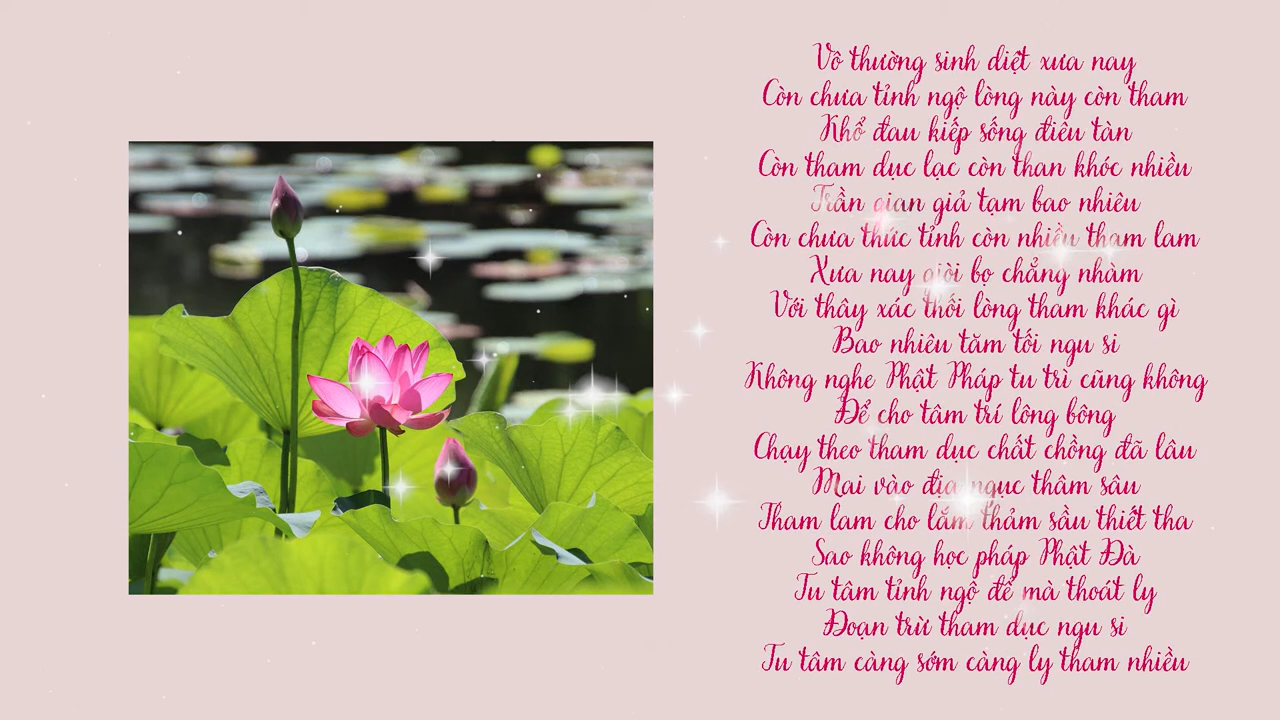 Vô thường sinh diệt xưa nay
Còn chưa tỉnh ngộ lòng này còn tham
Khổ đau kiếp sống điêu tàn
Còn tham dục lạc còn than khóc nhiều
Trần gian giả tạm bao nhiêu
Còn chưa thức tỉnh còn nhiều tham lam
Xưa nay giòi bọ chẳng nhàm
Với thây xác thối lòng tham khác gì
Bao nhiêu tăm tối ngu si
Không nghe Phật Pháp tu trì cũng không
Để cho tâm trí lông bông
Chạy theo tham dục chất chồng đã lâu
Mai vào địa ngục thâm sâu
Tham lam cho lắm thảm sầu thiết tha
Sao không học pháp Phật Đà
Tu tâm tỉnh ngộ để mà thoát ly
Đoạn trừ tham dục ngu si
Tu tâm càng sớm càng ly tham nhiều